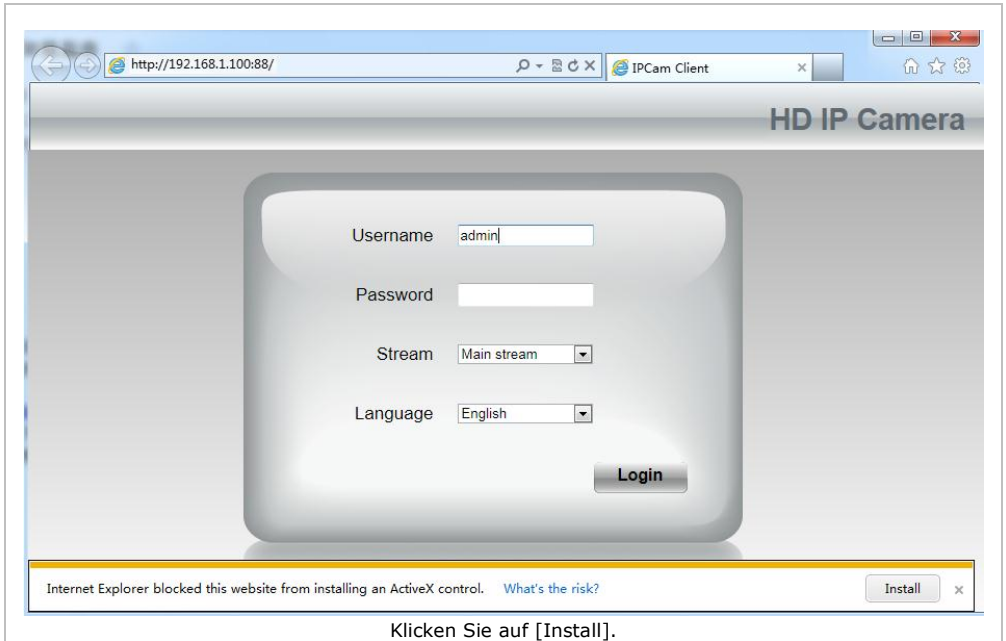 http://192.168.1.100:88/
IPCam Client
HD IP Camera
Username admin
Password
Stream Main stream
Language English
Login
Internet Explorer blocked this website from installing an ActiveX control. What's the risk? Install
Klicken Sie auf [Install].